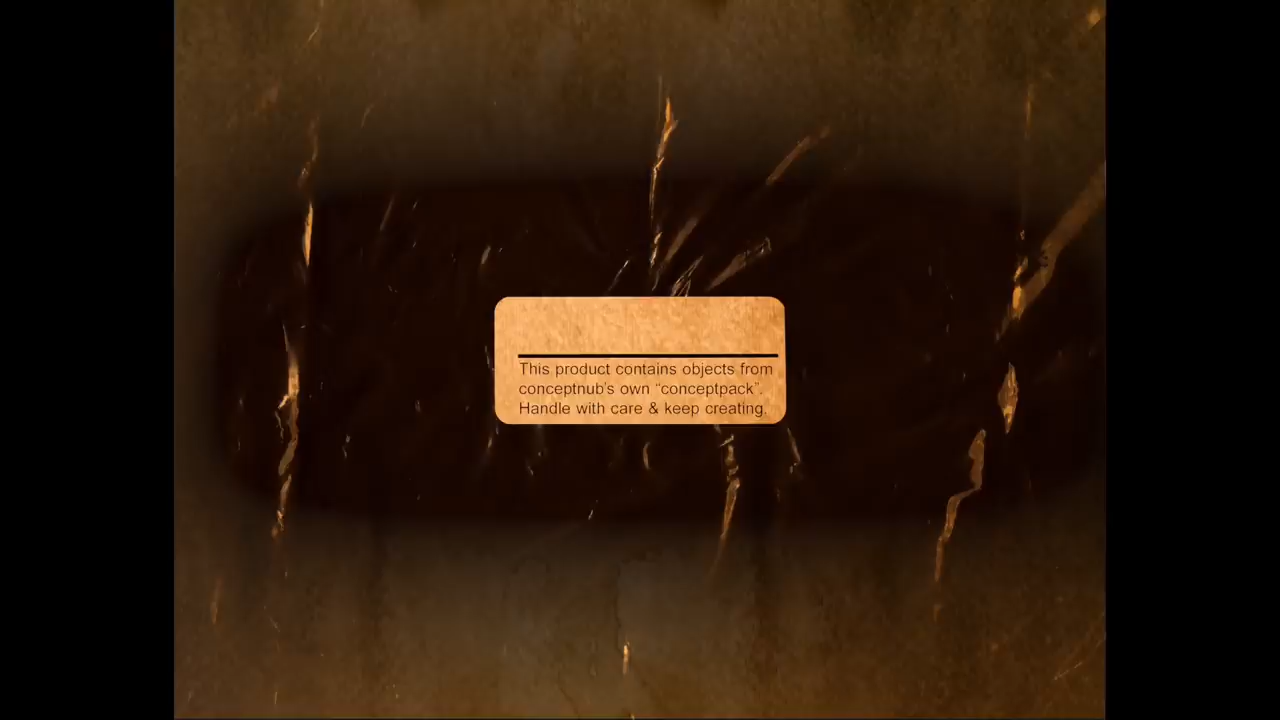 This product contains objects from
conceptnub's own “conceptpack”.
Handle with care & keep creating.